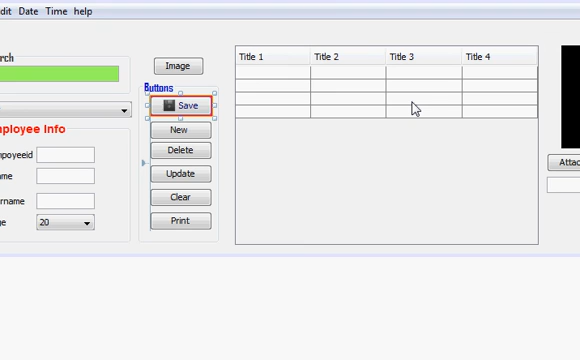 dit Date Time help
rch
Image
Buttons
Save
New
Delete
Update
Clear
Print
mployee Info
mpoyeeid
ame
rname
ge
20
Title 1 Title 2 Title 3 Title 4
Attac